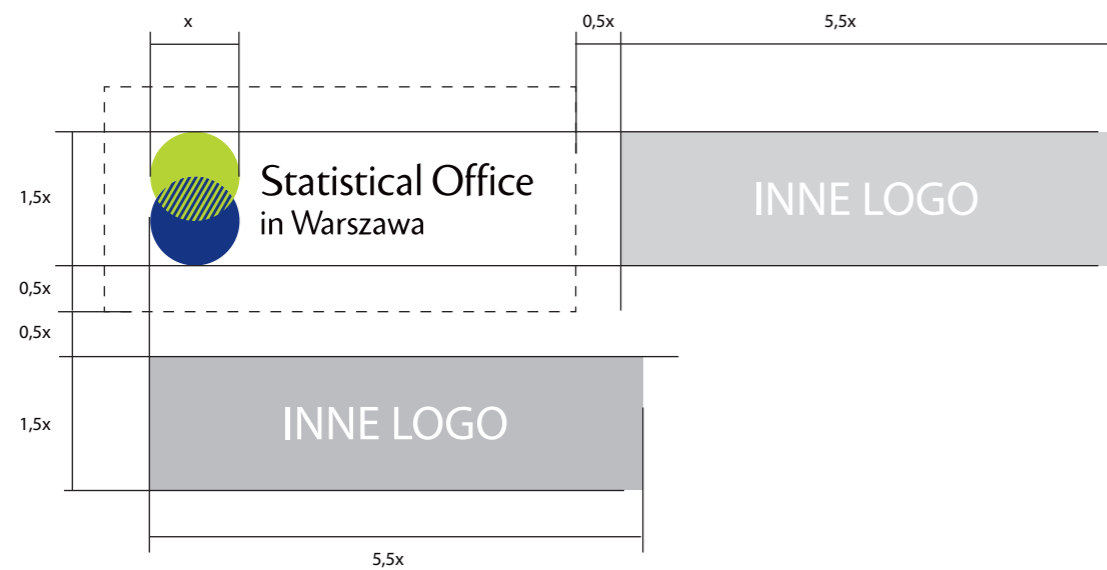 x
0,5x
5,5x
1,5x
Statistical Office
in Warszawa
INNE LOGO
0,5x
0,5x
1,5x
INNE LOGO
5,5x